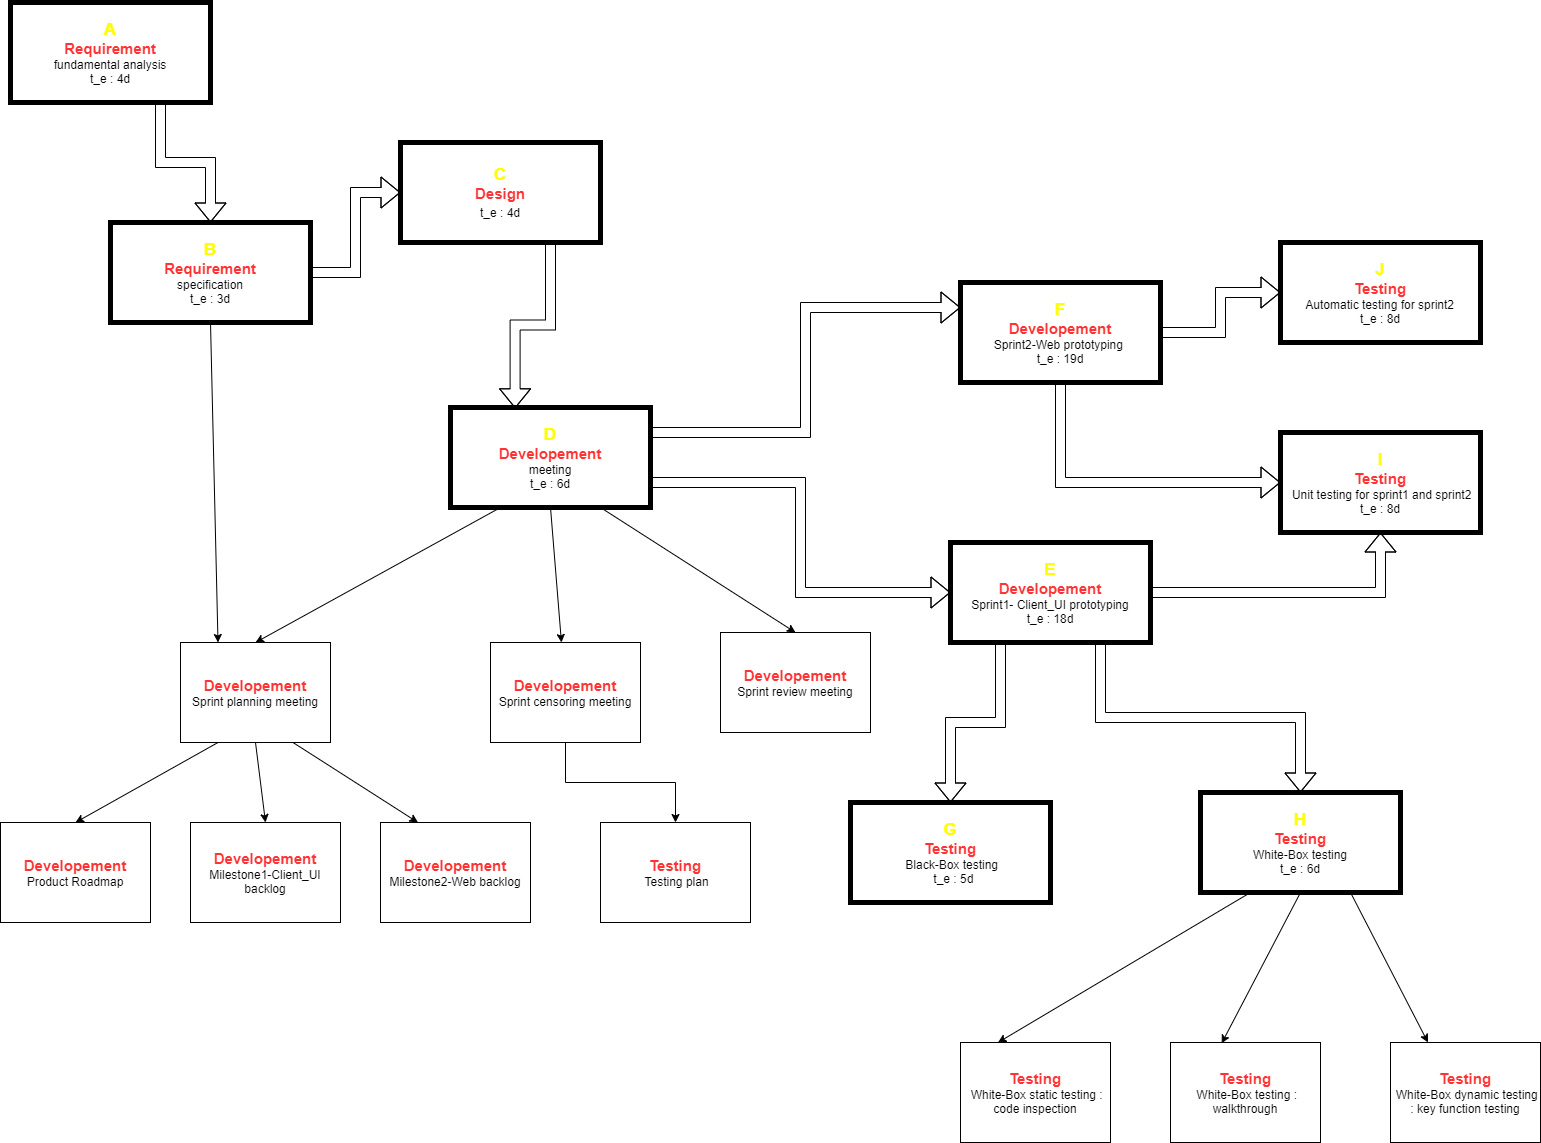 A
Requirement
fundamental analysis
t_e : 4d
B
Requirement
specification
t_e : 3d
C
Design
t_e : 4d
D
Developement
meeting
t_e : 6d
F
Developement
Sprint2-Web prototyping
t_e : 19d
J
Testing
Automatic testing for sprint2
t_e : 8d
I
Testing
Unit testing for sprint1 and sprint2
t_e : 8d
E
Developement
Sprint1- Client_UI prototyping
t_e : 18d
Developement
Sprint planning meeting
Developement
Sprint censoring meeting
Developement
Sprint review meeting
Developement
Product Roadmap
Developement
Milestone1-Client_UI
backlog
Developement
Milestone2-Web backlog
Testing
Testing plan
G
Testing
Black-Box testing
t_e : 5d
H
Testing
White-Box testing
t_e : 6d
Testing
White-Box static testing :
code inspection
Testing
White-Box testing :
walkthrough
Testing
White-Box dynamic testing
: key function testing